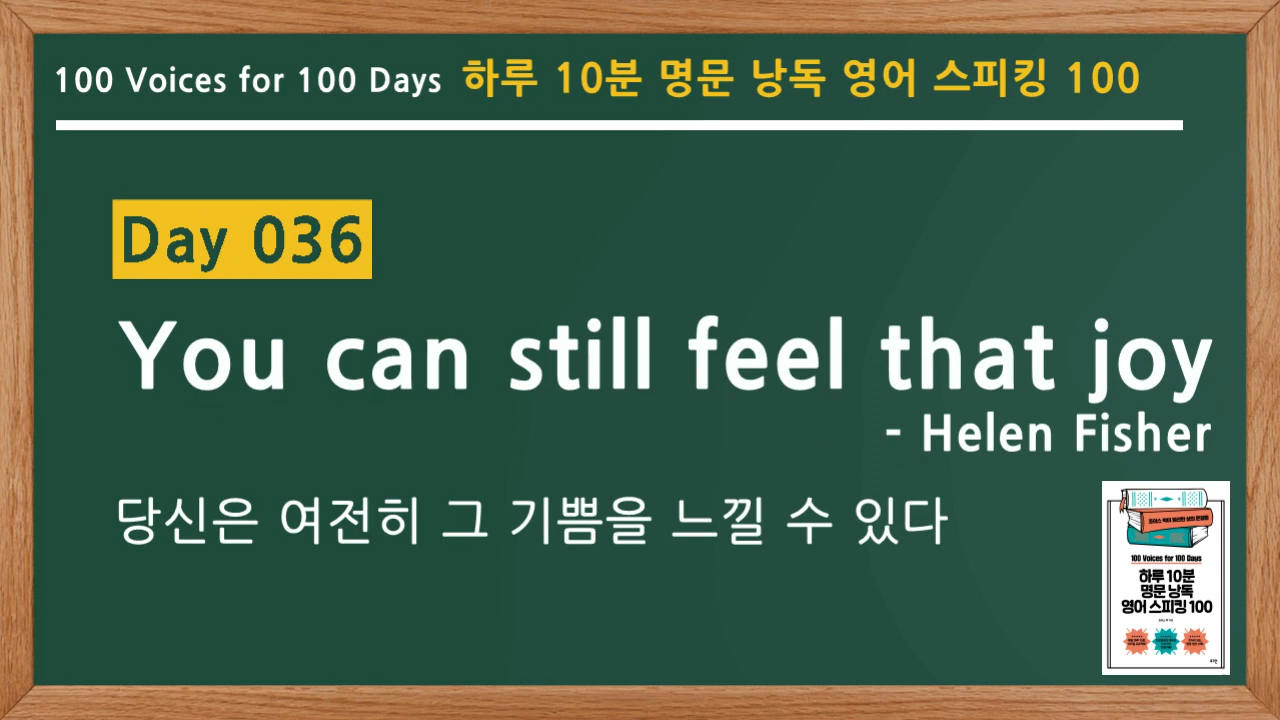 100 Voices for 100 Days 하루 10분 명문 낭독 영어 스피킹 100
Day 036
You can still feel that joy
- Helen Fisher
당신은 여전히 그 기쁨을 느낄 수 있다
100 Voices for 100 Days
하루 10분
명문 낭독
영어 스피킹 100